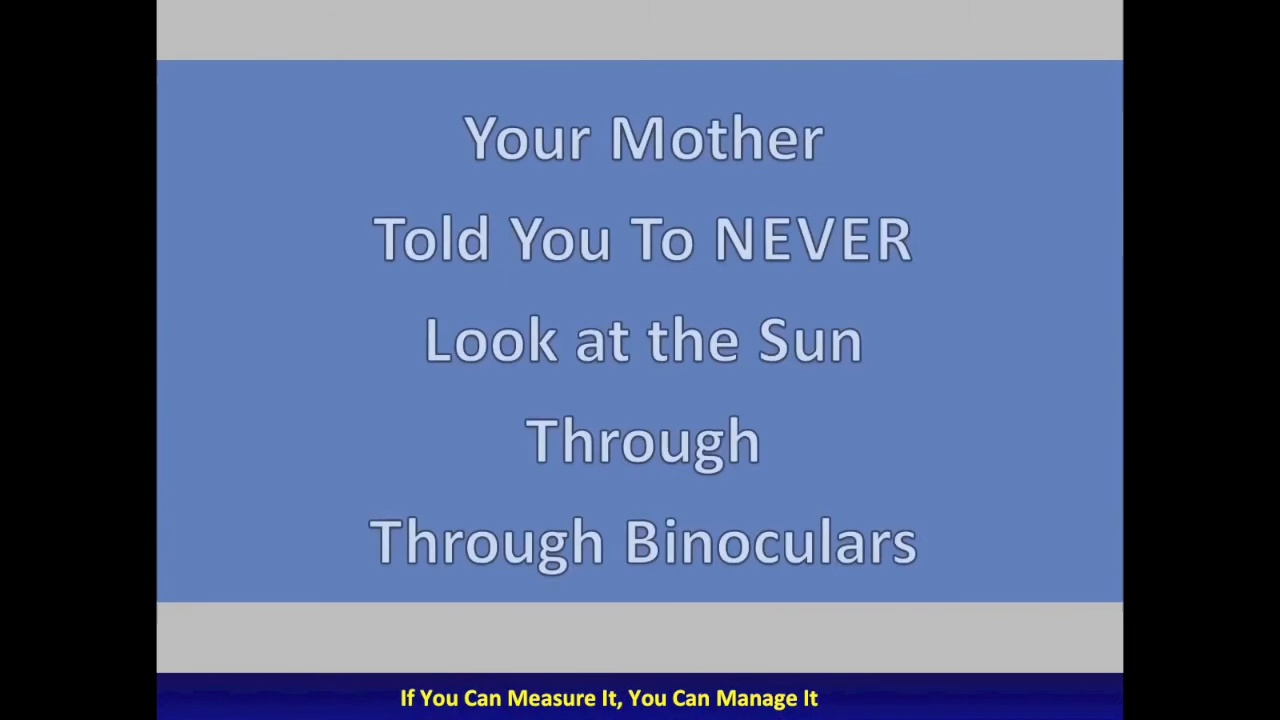 Your Mother
Told You To NEVER
Look at the Sun
Through
Through Binoculars
If You Can Measure It, You Can Manage It